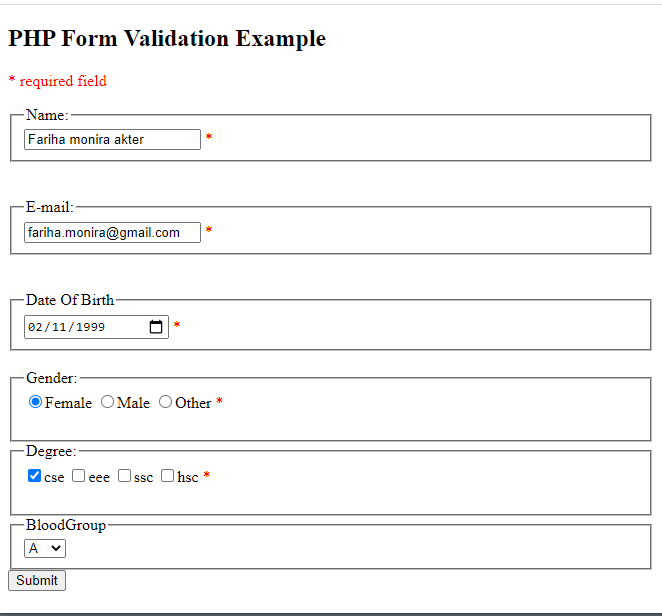 PHP Form Validation Example
* required field
Name:
Fariha monira akter *
E-mail:
fariha.monira@gmail.com *
Date Of Birth
02/11/1999 *
Gender:
Female Male Other *
Degree:
cse eee ssc hsc *
BloodGroup
A
Submit